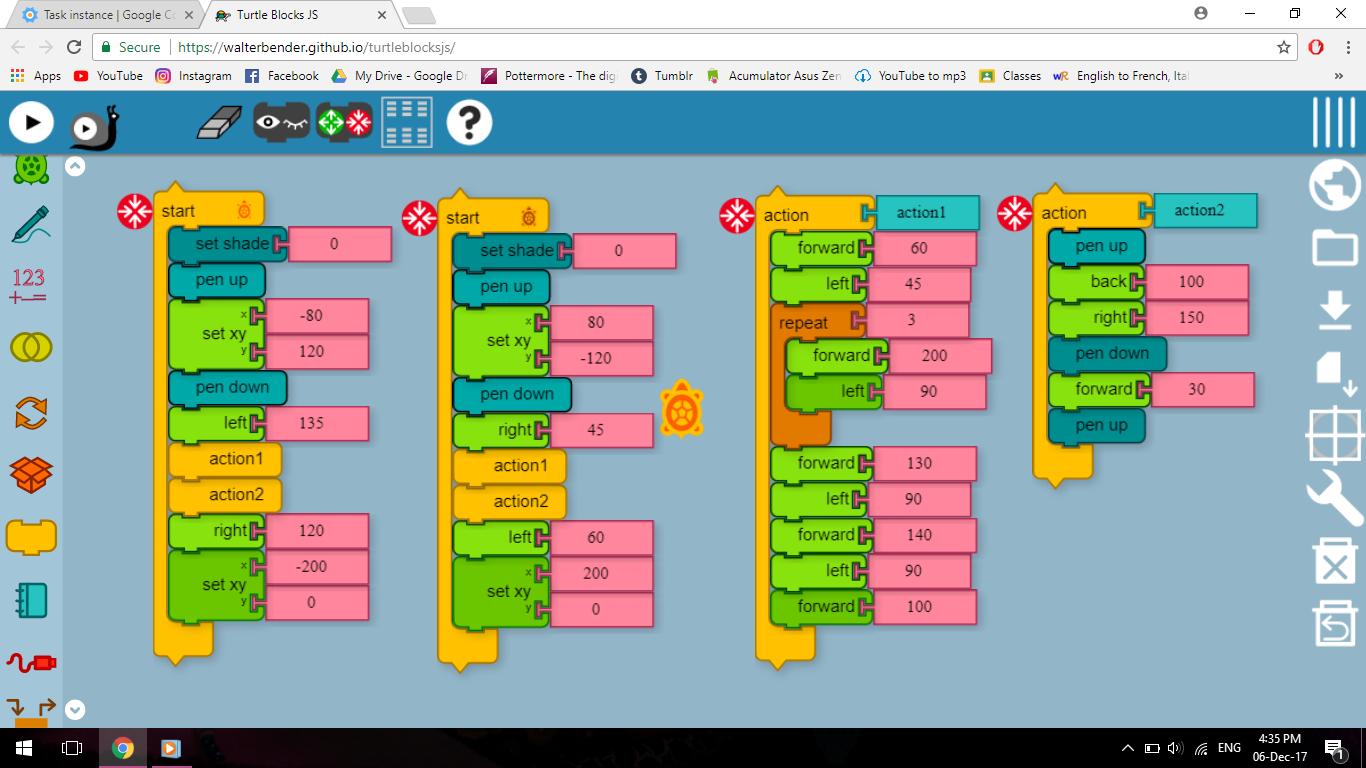 Task instance | Google Co
Turtle Blocks JS
Secure
https://walterbender.github.io/turtleblocksjs/
Apps
YouTube
Instagram
Facebook
My Drive - Google Dr
Pottermore - The digi
Tumblr
Acumulator Asus Zen
YouTube to mp3
Classes
wR English to French, Ital
»
?
123
+−=
start
set shade 0
pen up
set xy x -80
y 120
pen down
left 135
action1
action2
right 120
set xy x -200
y 0
start
set shade 0
pen up
set xy x 80
y -120
pen down
right 45
action1
action2
left 60
set xy x 200
y 0
action action1
forward 60
left 45
repeat 3
forward 200
left 90
forward 130
left 90
forward 140
left 90
forward 100
action action2
pen up
back 100
right 150
pen down
forward 30
pen up
ENG
4:35 PM
06-Dec-17
1